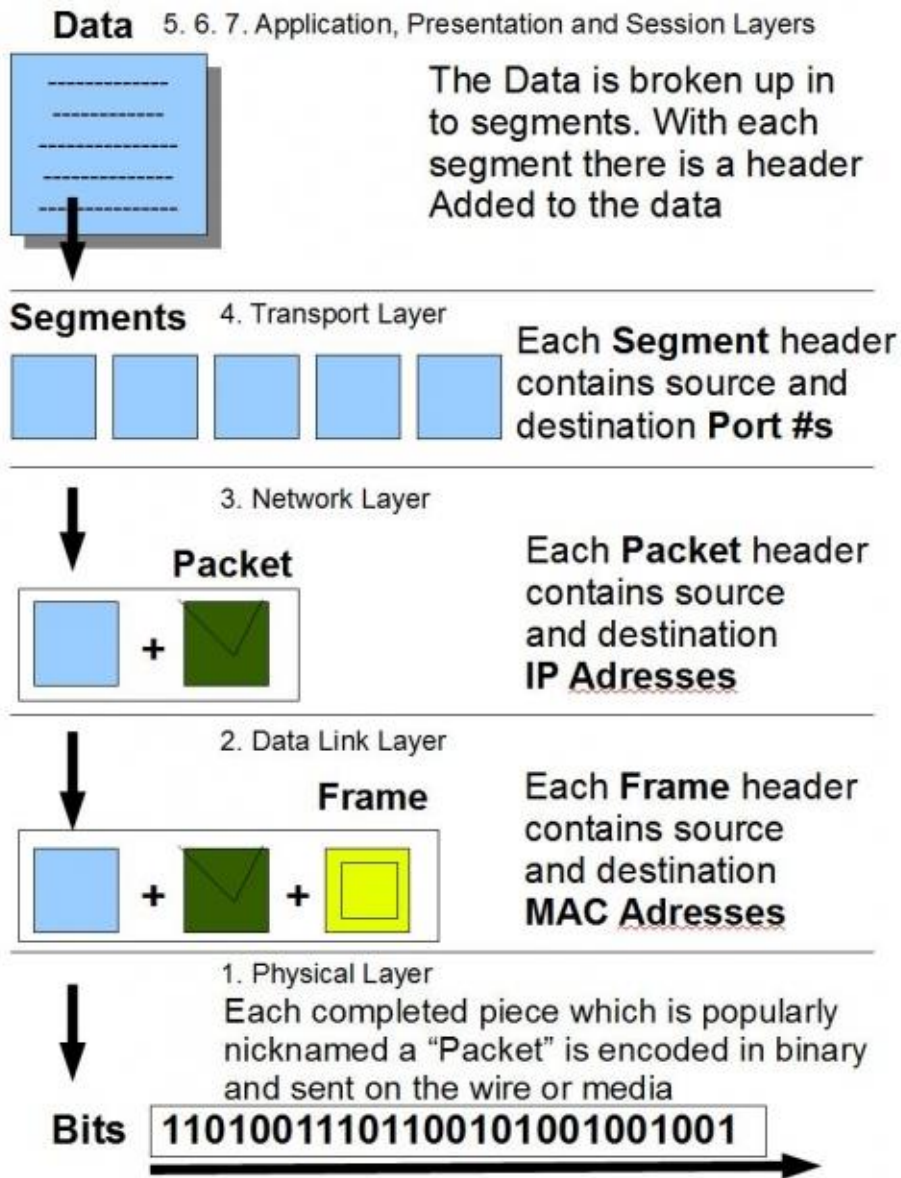 Data 5. 6. 7. Application, Presentation and Session Layers
The Data is broken up in
to segments. With each
segment there is a header
Added to the data
Segments 4. Transport Layer
Each Segment header
contains source and
destination Port #s
3. Network Layer
Packet
Each Packet header
contains source
and destination
IP Adresses
+
2. Data Link Layer
Frame
Each Frame header
contains source
and destination
MAC Adresses
+ +
1. Physical Layer
Each completed piece which is popularly
nicknamed a “Packet” is encoded in binary
and sent on the wire or media
Bits 11010011101100101001001001